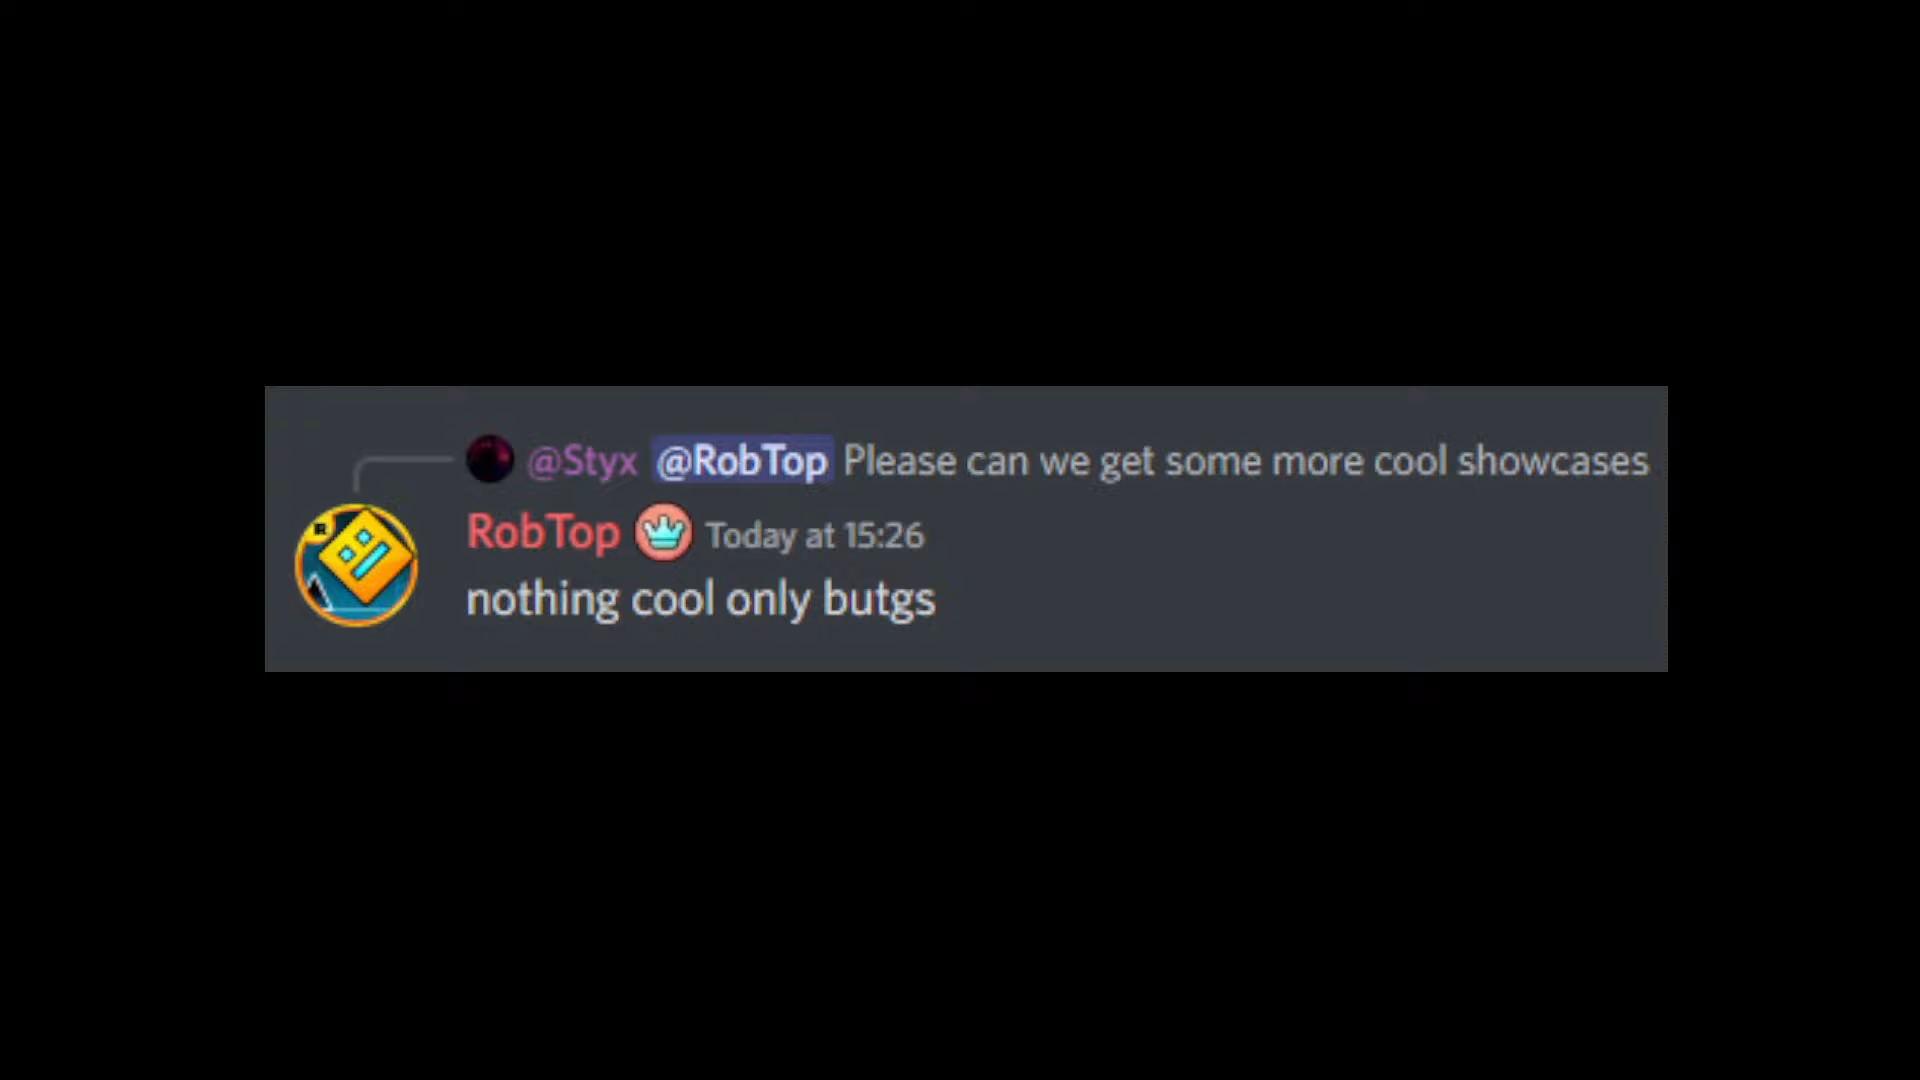 @Styx @RobTop Please can we get some more cool showcases
RobTop Today at 15:26
nothing cool only butgs